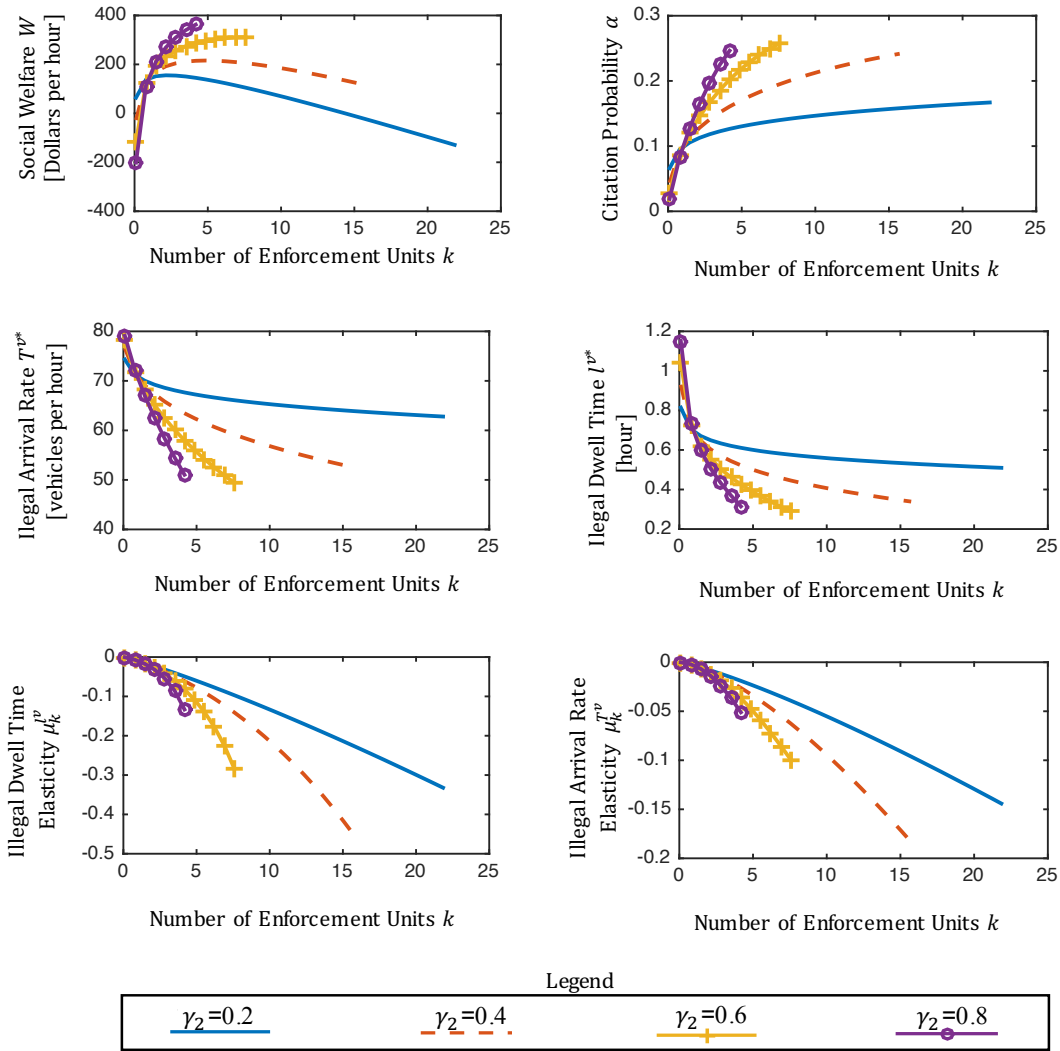 Social Welfare W
[Dollars per hour]
400
200
0
-200
-400
0 5 10 15 20 25
Number of Enforcement Units k
Citation Probability α
0.3
0.2
0.1
0
0 5 10 15 20 25
Number of Enforcement Units k
Ilegal Arrival Rate T^{v*}
[vehicles per hour]
80
70
60
50
40
0 5 10 15 20 25
Number of Enforcement Units k
Ilegal Dwell Time l^{v*}
[hour]
1.2
1
0.8
0.6
0.4
0.2
0 5 10 15 20 25
Number of Enforcement Units k
Illegal Dwell Time
Elasticity μ_k^{l^v}
0
-0.1
-0.2
-0.3
-0.4
-0.5
0 5 10 15 20 25
Number of Enforcement Units k
Illegal Arrival Rate
Elasticity μ_k^{T^v}
0
-0.05
-0.1
-0.15
-0.2
0 5 10 15 20 25
Number of Enforcement Units k
Legend
γ₂=0.2 γ₂=0.4 γ₂=0.6 γ₂=0.8